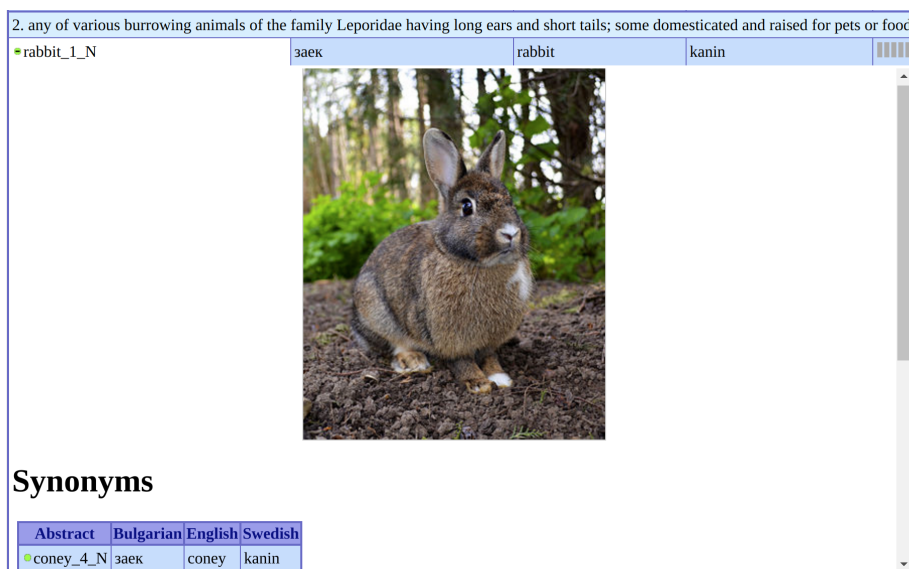 2. any of various burrowing animals of the family Leporidae having long ears and short tails; some domesticated and raised for pets or food
rabbit_1_N заек rabbit kanin
Synonyms
Abstract Bulgarian English Swedish
coney_4_N заек coney kanin